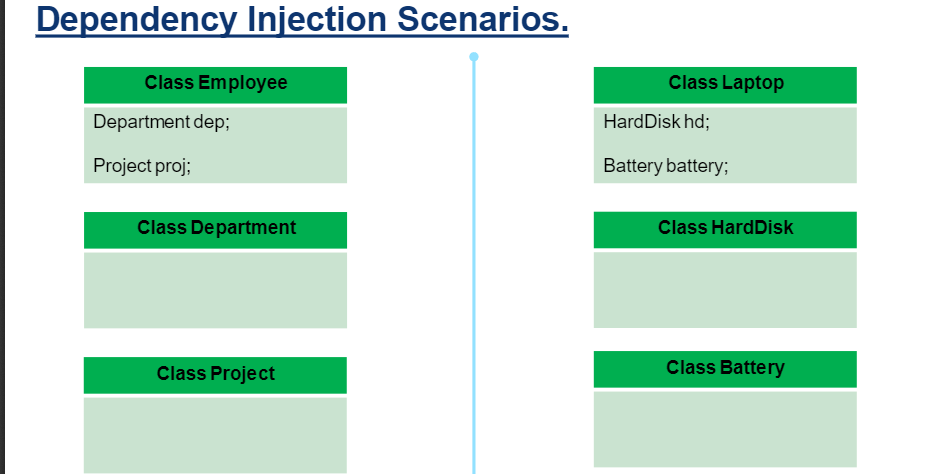 Dependency Injection Scenarios.
Class Employee
Department dep;
Project proj;
Class Department
Class Project
Class Laptop
HardDisk hd;
Battery battery;
Class HardDisk
Class Battery